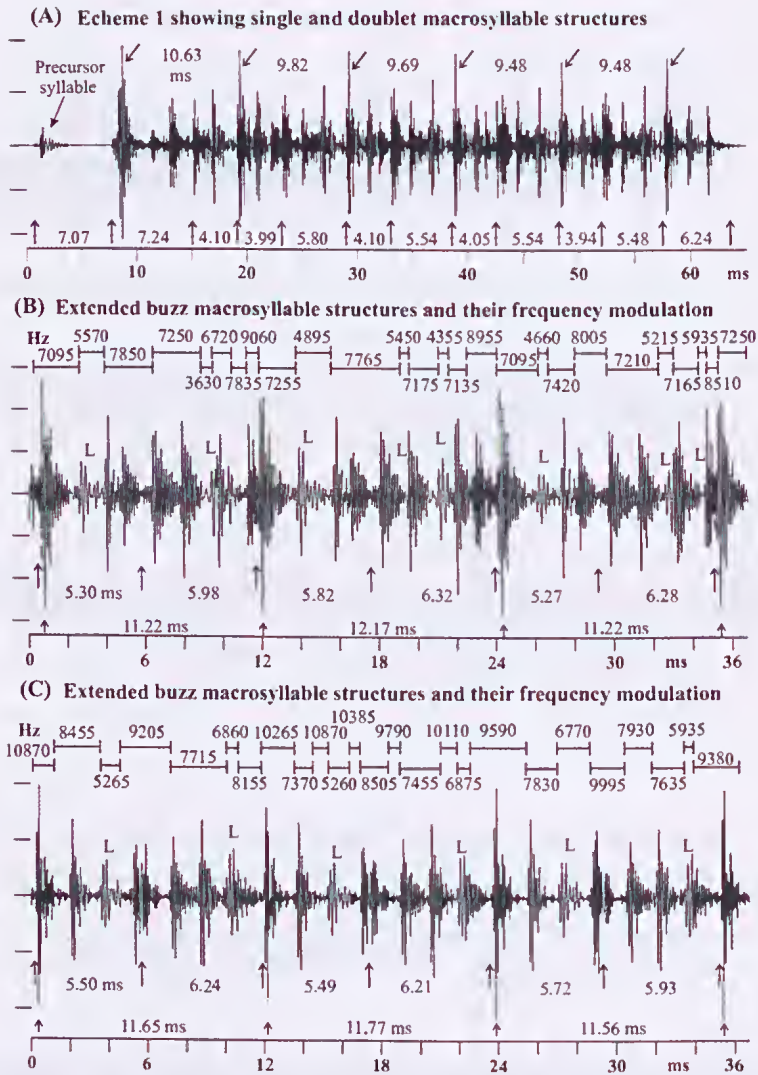 (A) Echeme 1 showing single and doublet macrosyllable structures
10.63 9.82 9.69 9.48 9.48
ms
Precursor
syllable
7.07 7.24 4.10 3.99 5.80 4.10 5.54 4.05 5.54 3.94 5.48 6.24
0 10 20 30 40 50 60 ms
(B) Extended buzz macrosyllable structures and their frequency modulation
Hz 5570 7250 6720 9060 4895 5450 4355 8955 4660 8005 5215 5935 7250
7095 7850 7765 7095 7210
3630 7835 7255 7175 7135 7420 7165 8510
L L L L L L L L
5.30 ms 5.98 5.82 6.32 5.27 6.28
11.22 ms 12.17 ms 11.22 ms
0 6 12 18 24 30 ms 36
(C) Extended buzz macrosyllable structures and their frequency modulation
10385
Hz 8455 9205 6860 10265 10870 9790 10110 9590 6770 7930 5935
10870 7715 9380
5265 8155 7370 5260 8505 7455 6875 7830 9995 7635
L L L L L L
5.50 ms 6.24 5.49 6.21 5.72 5.93
11.65 ms 11.77 ms 11.56 ms
0 6 12 18 24 30 ms 36